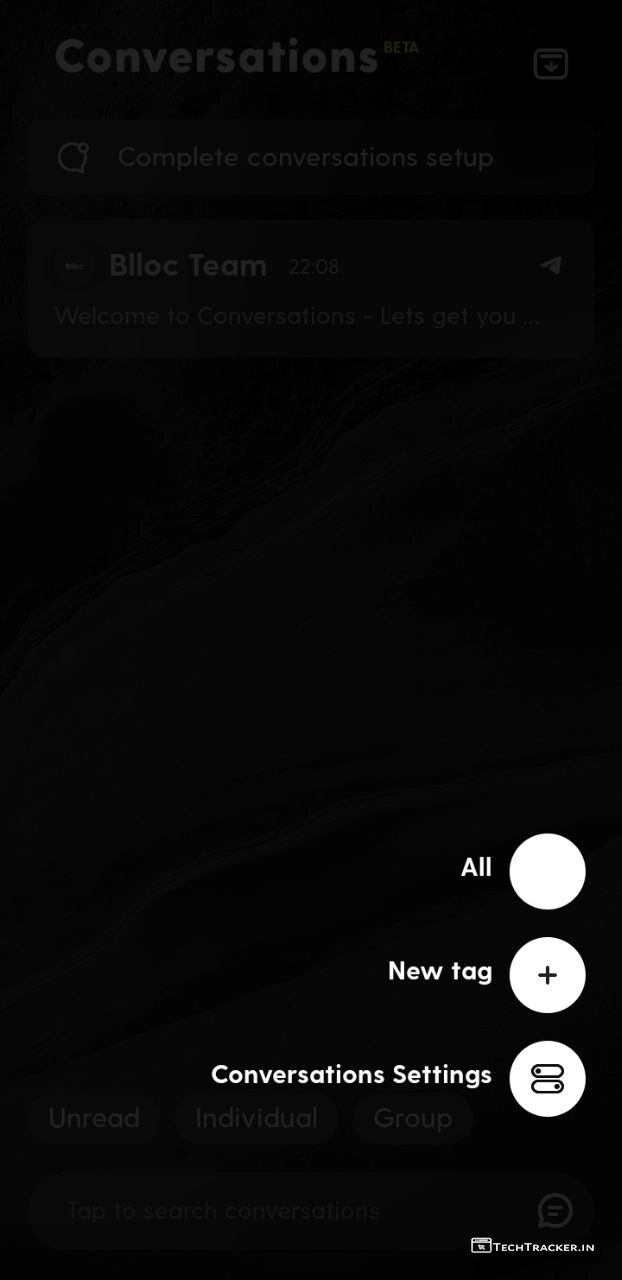 Conversations BETA
Complete conversations setup
Blloc
Blloc Team 22:08
Welcome to Conversations - Lets get you ...
All
New tag
Conversations Settings
Unread Individual Group
Tap to search conversations
TECHTRACKER.IN